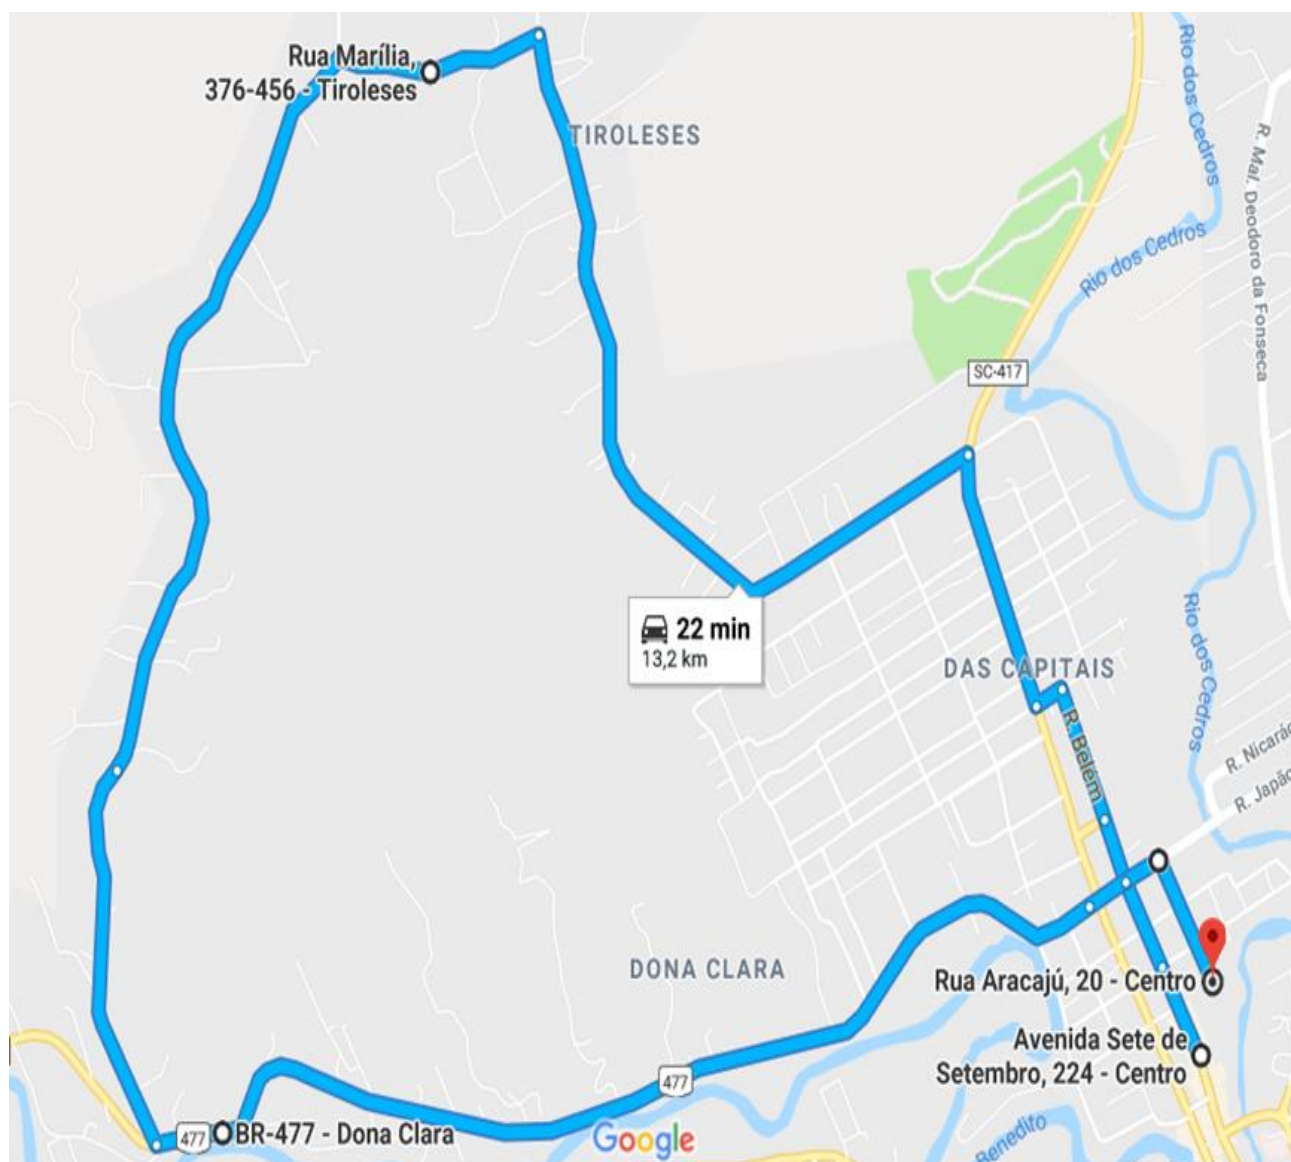 Rua Marília,
376-456 - Tiroleses
TIROLESES
Rio dos Cedros
R. Mal. Deodoro da Fonseca
Rio dos Cedros
SC-417
22 min
13,2 km
DAS CAPITAIS
Rio dos Cedros
R. Belém
R. Nicarág
R. Japão
DONA CLARA
Rua Aracajú, 20 - Centro
Avenida Sete de
Setembro, 224 - Centro
477
477
BR-477 - Dona Clara
Google
Benedito